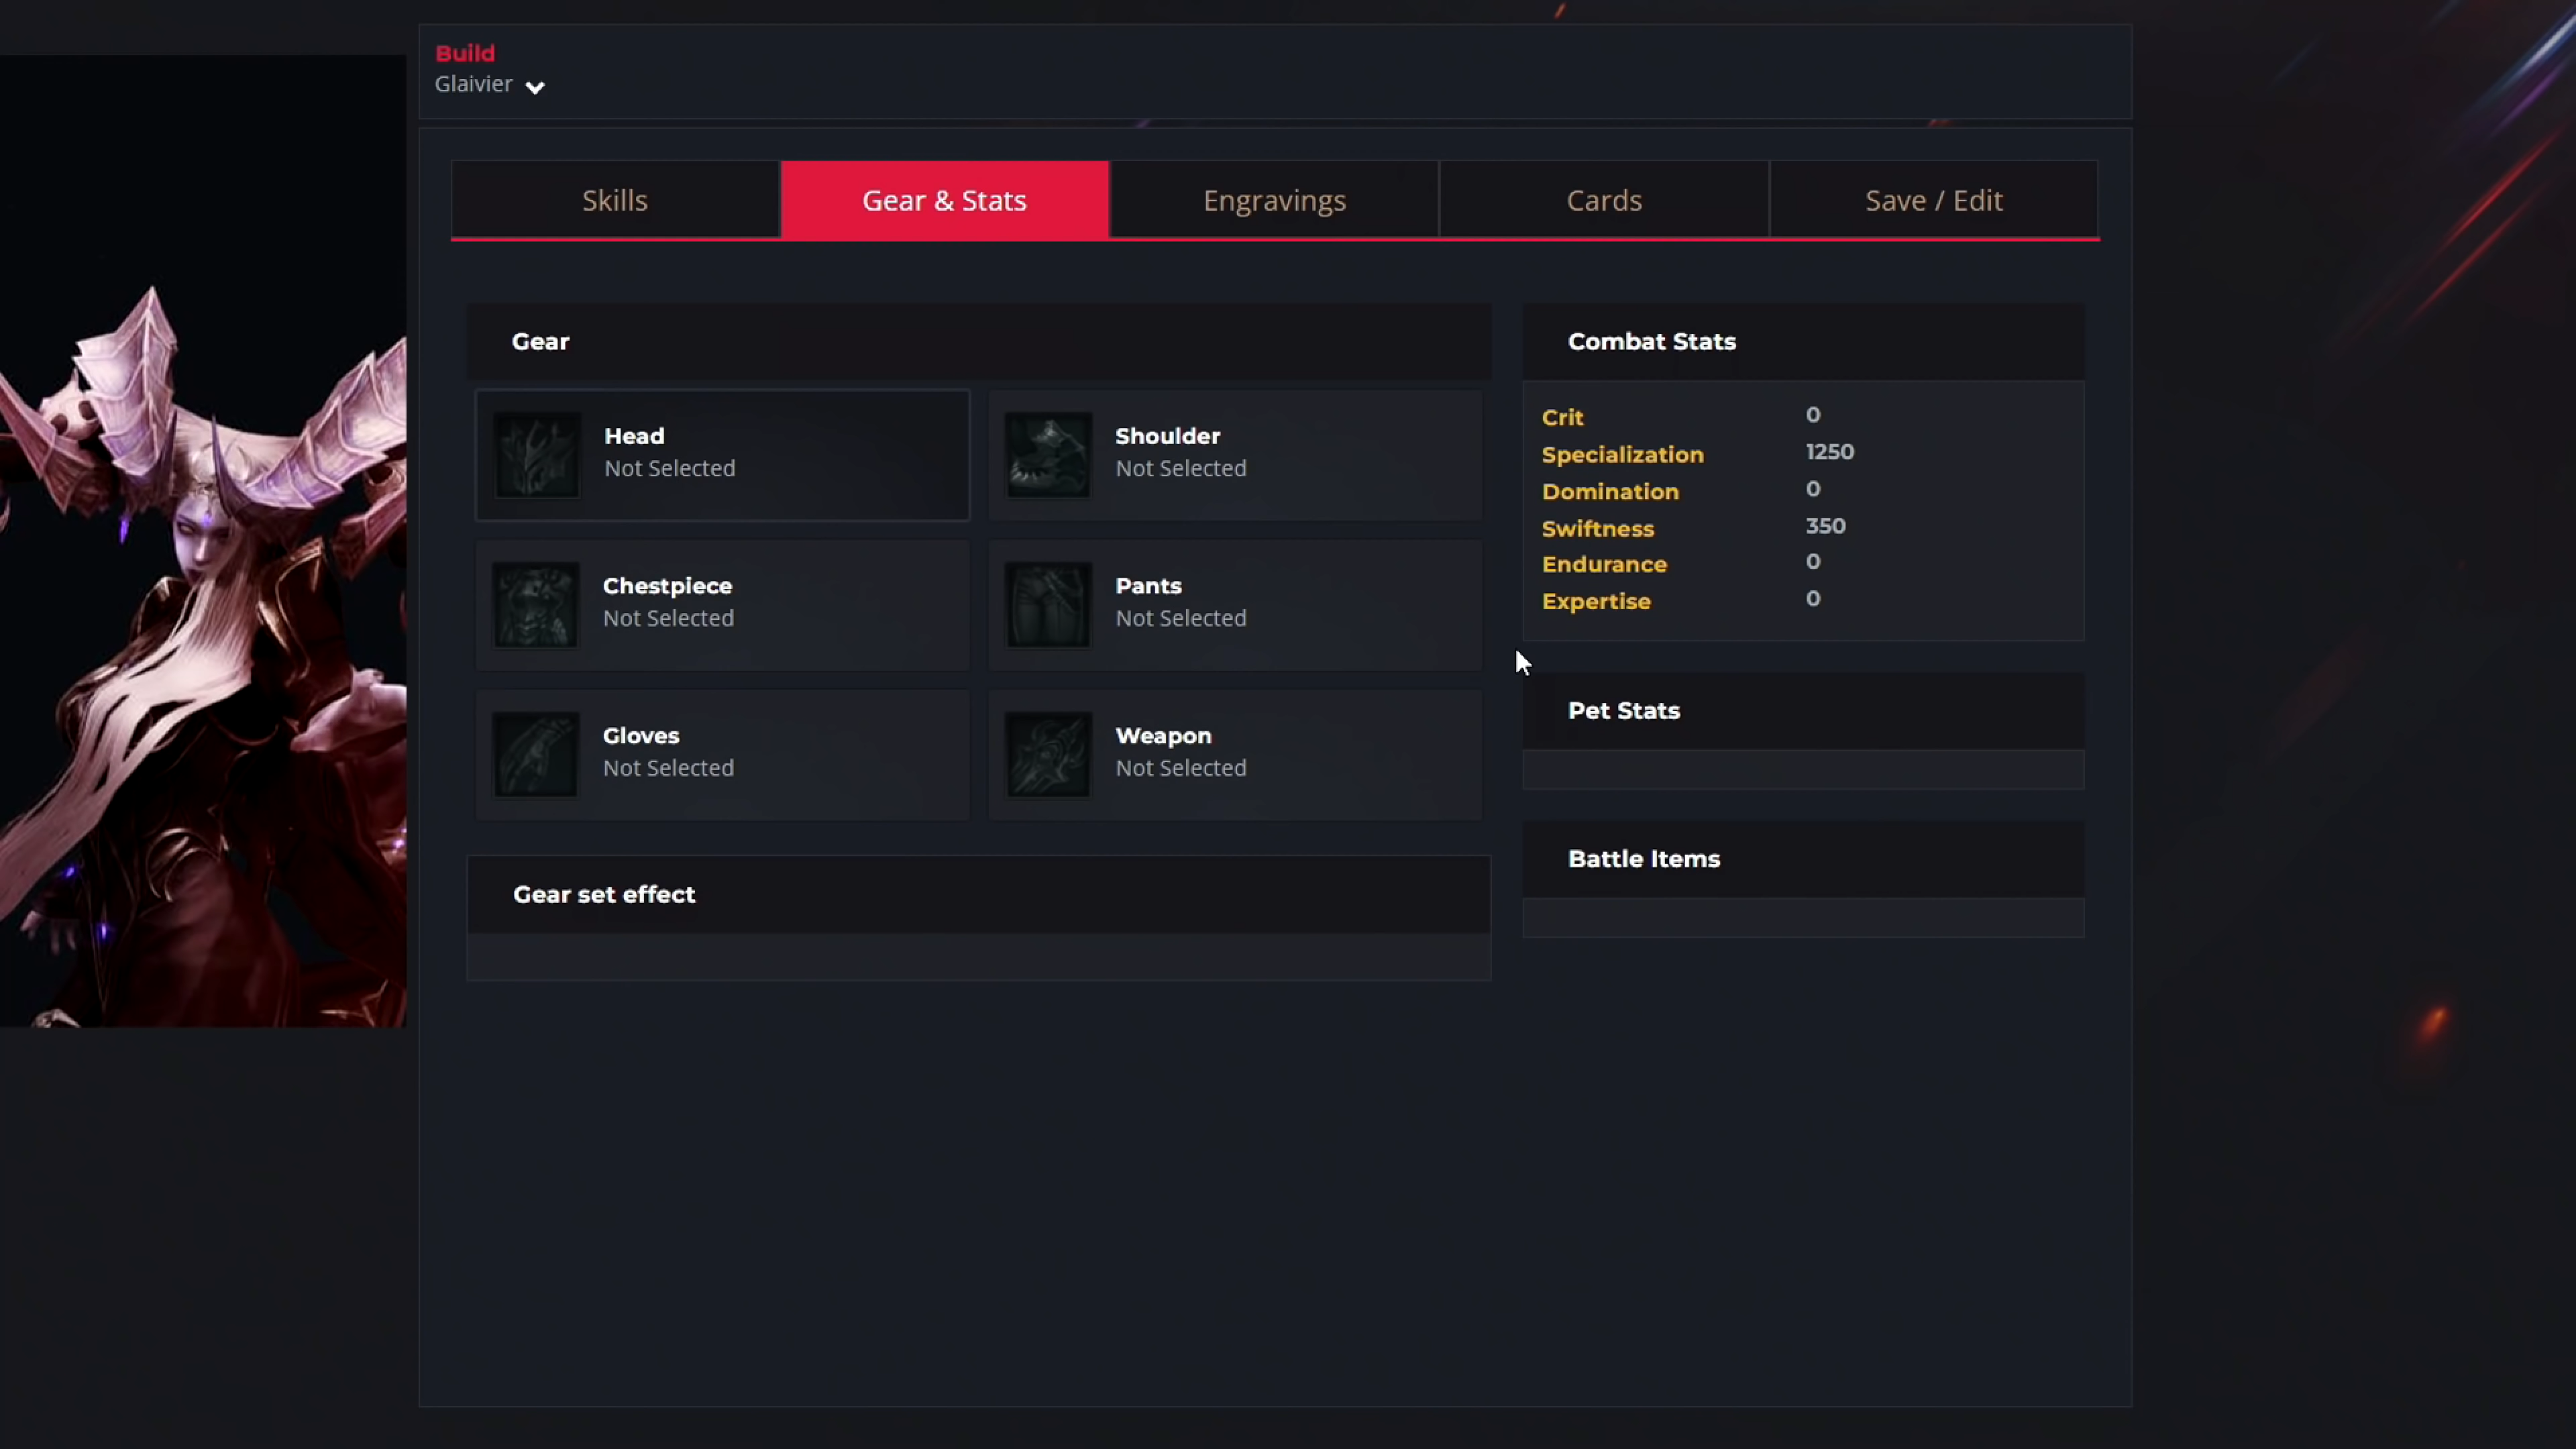 Build
Glaivier
Skills
Gear & Stats
Engravings
Cards
Save / Edit
Gear
Combat Stats
Head
Not Selected
Shoulder
Not Selected
Chestpiece
Not Selected
Pants
Not Selected
Gloves
Not Selected
Weapon
Not Selected
Crit 0
Specialization 1250
Domination 0
Swiftness 350
Endurance 0
Expertise 0
Pet Stats
Battle Items
Gear set effect